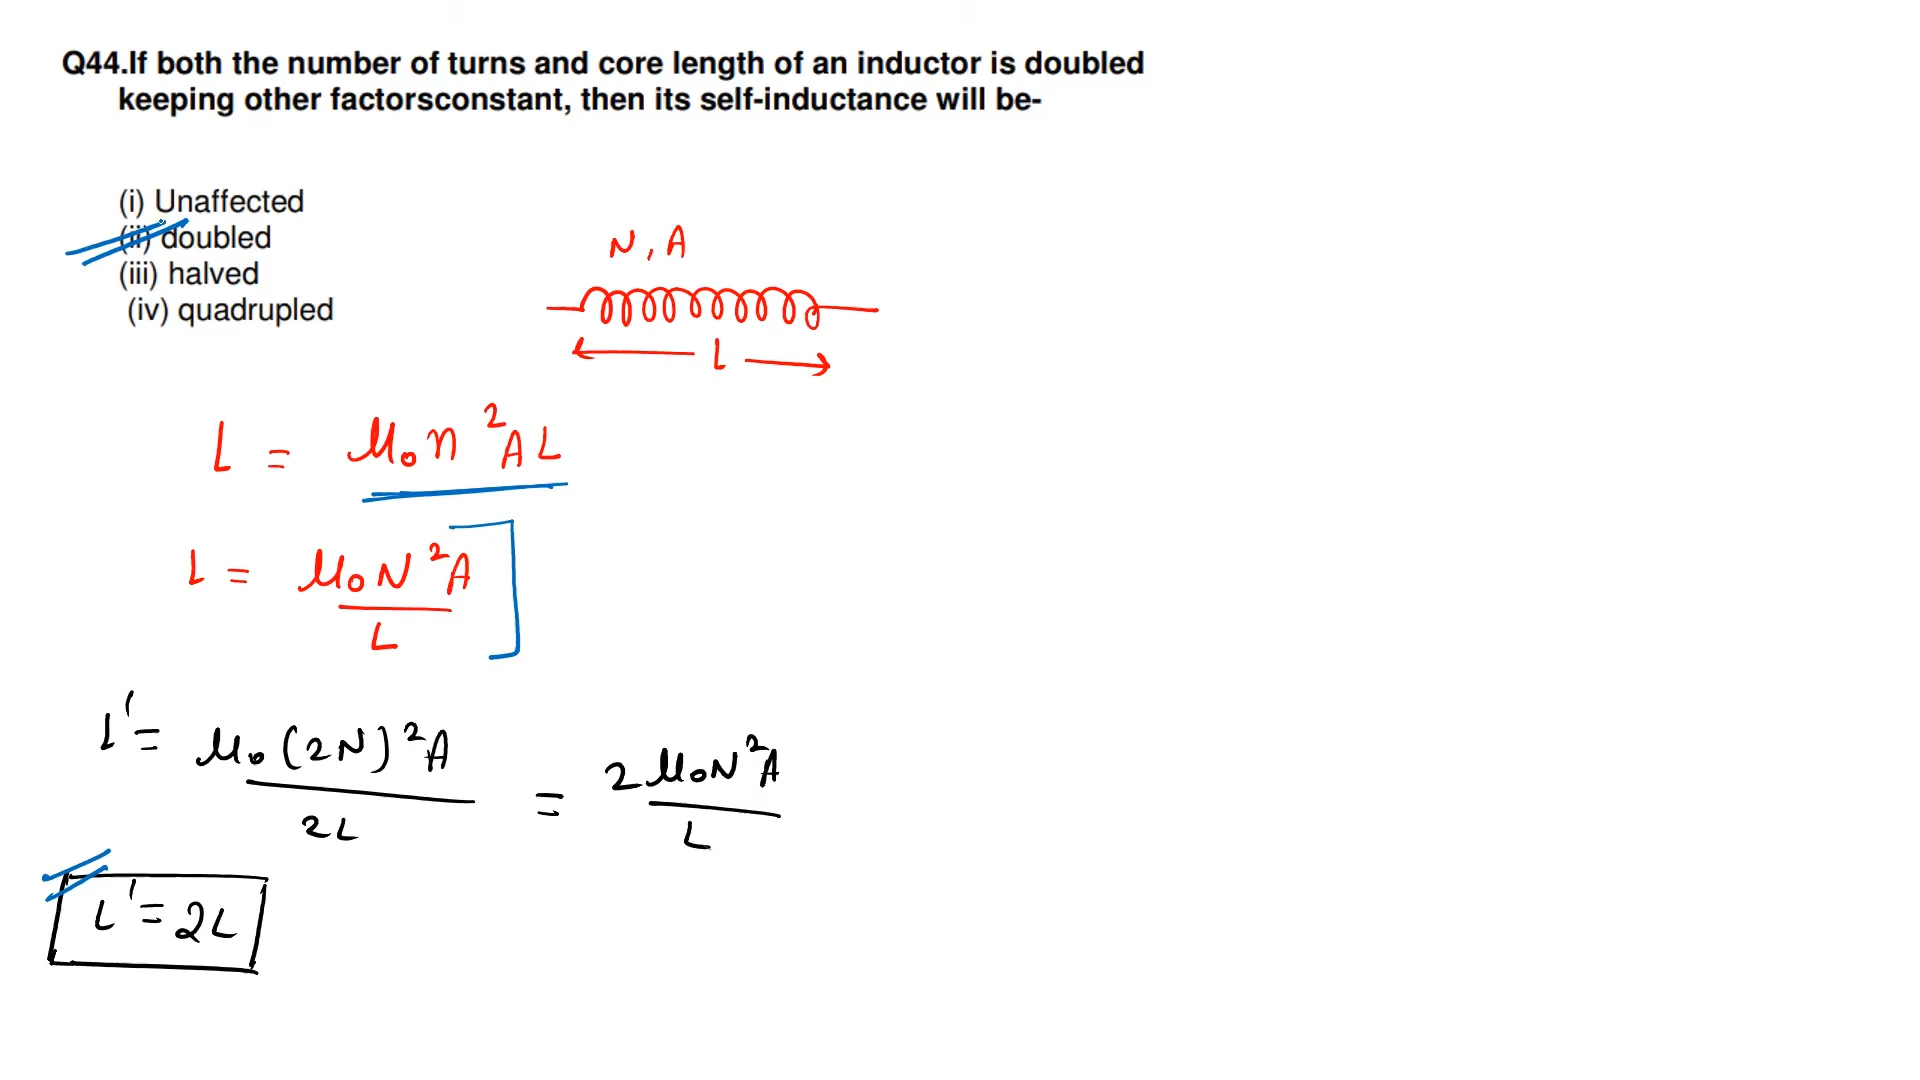 Q44.If both the number of turns and core length of an inductor is doubled
keeping other factorsconstant, then its self-inductance will be-
(i) Unaffected
(ii) doubled
(iii) halved
(iv) quadrupled
N, A
L
L = μ₀n²AL
L = μ₀N²A
L
L' = μ₀(2N)²A = 2μ₀N²A
2L L
L' = 2L